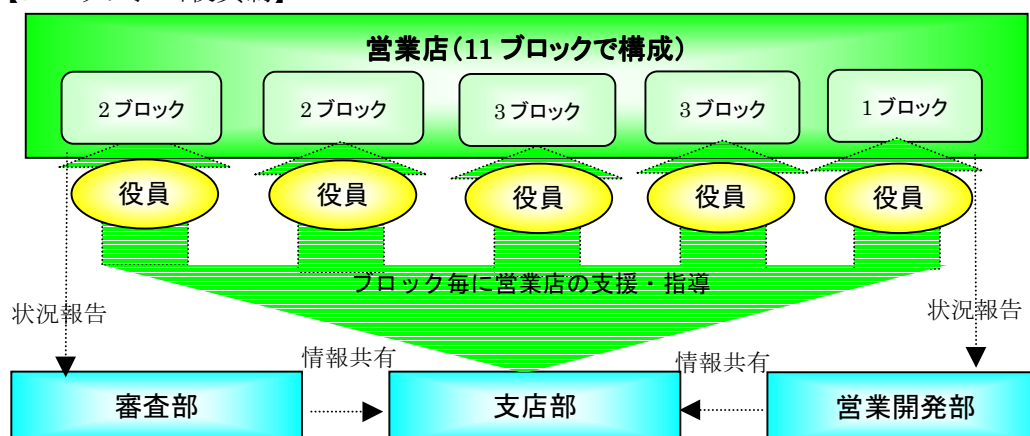 営業店(11 ブロックで構成)
2 ブロック
2 ブロック
3 ブロック
3 ブロック
1 ブロック
役員
役員
役員
役員
役員
ブロック毎に営業店の支援・指導
状況報告
状況報告
情報共有
情報共有
審査部
支店部
営業開発部